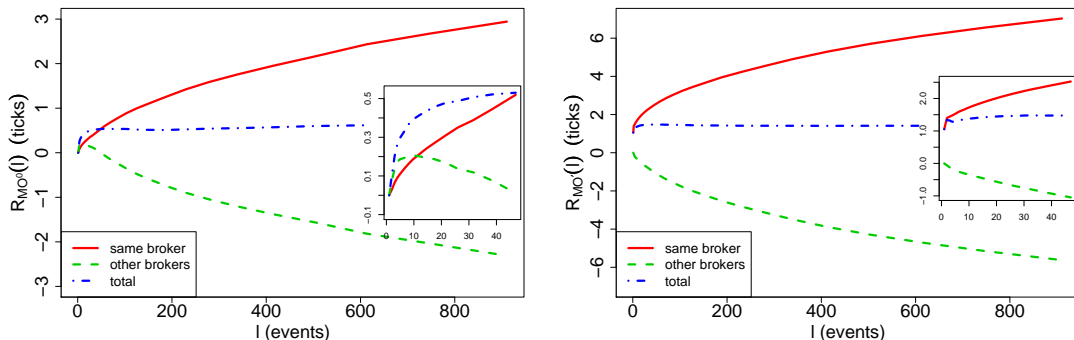 R_MO⁰(l) (ticks)
3
2
1
0
−1
−2
−3
0.5
0.3
0.1
−0.1
0 10 20 30 40
same broker
other brokers
total
0 200 400 600 800
l (events)
R_MO'(l) (ticks)
6
4
2
0
−2
−4
−6
2.0
1.0
0.0
−1.0
0 10 20 30 40
same broker
other brokers
total
0 200 400 600 800
l (events)